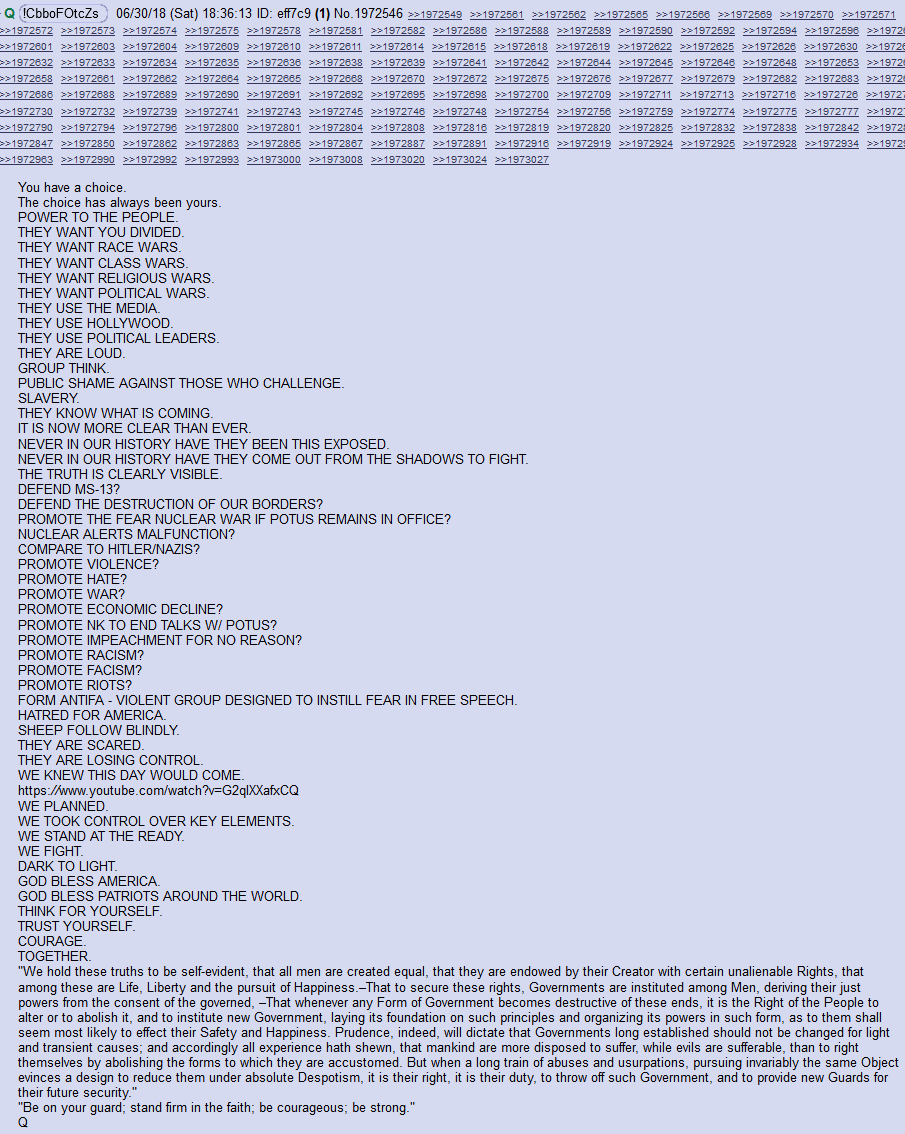 Q !CbboFOtcZs 06/30/18 (Sat) 18:36:13 ID: eff7c9 (1) No.1972546 >>1972549 >>1972561 >>1972562 >>1972565 >>1972566 >>1972569 >>1972570 >>1972571
>>1972572 >>1972573 >>1972574 >>1972575 >>1972578 >>1972581 >>1972582 >>1972586 >>1972588 >>1972589 >>1972590 >>1972592 >>1972594 >>1972596 >>1972
>>1972601 >>1972603 >>1972604 >>1972609 >>1972610 >>1972611 >>1972614 >>1972615 >>1972618 >>1972619 >>1972622 >>1972625 >>1972626 >>1972630 >>1972
>>1972632 >>1972633 >>1972634 >>1972635 >>1972636 >>1972638 >>1972639 >>1972641 >>1972642 >>1972644 >>1972645 >>1972646 >>1972648 >>1972653 >>1972
>>1972658 >>1972661 >>1972662 >>1972664 >>1972665 >>1972668 >>1972670 >>1972672 >>1972675 >>1972676 >>1972677 >>1972679 >>1972682 >>1972683 >>1972
>>1972686 >>1972688 >>1972689 >>1972690 >>1972691 >>1972692 >>1972695 >>1972698 >>1972700 >>1972709 >>1972711 >>1972713 >>1972716 >>1972726 >>1972
>>1972730 >>1972732 >>1972739 >>1972741 >>1972743 >>1972745 >>1972746 >>1972748 >>1972754 >>1972756 >>1972759 >>1972774 >>1972775 >>1972777 >>1972
>>1972790 >>1972794 >>1972796 >>1972800 >>1972801 >>1972804 >>1972808 >>1972816 >>1972819 >>1972820 >>1972825 >>1972832 >>1972838 >>1972842 >>1972
>>1972847 >>1972850 >>1972862 >>1972863 >>1972865 >>1972867 >>1972887 >>1972891 >>1972916 >>1972919 >>1972924 >>1972925 >>1972928 >>1972934 >>1972
>>1972963 >>1972990 >>1972992 >>1972993 >>1973000 >>1973008 >>1973020 >>1973024 >>1973027
You have a choice.
The choice has always been yours.
POWER TO THE PEOPLE.
THEY WANT YOU DIVIDED.
THEY WANT RACE WARS.
THEY WANT CLASS WARS.
THEY WANT RELIGIOUS WARS.
THEY WANT POLITICAL WARS.
THEY USE THE MEDIA.
THEY USE HOLLYWOOD.
THEY USE POLITICAL LEADERS.
THEY ARE LOUD.
GROUP THINK.
PUBLIC SHAME AGAINST THOSE WHO CHALLENGE.
SLAVERY.
THEY KNOW WHAT IS COMING.
IT IS NOW MORE CLEAR THAN EVER.
NEVER IN OUR HISTORY HAVE THEY BEEN THIS EXPOSED.
NEVER IN OUR HISTORY HAVE THEY COME OUT FROM THE SHADOWS TO FIGHT.
THE TRUTH IS CLEARLY VISIBLE.
DEFEND MS-13?
DEFEND THE DESTRUCTION OF OUR BORDERS?
PROMOTE THE FEAR NUCLEAR WAR IF POTUS REMAINS IN OFFICE?
NUCLEAR ALERTS MALFUNCTION?
COMPARE TO HITLER/NAZIS?
PROMOTE VIOLENCE?
PROMOTE HATE?
PROMOTE WAR?
PROMOTE ECONOMIC DECLINE?
PROMOTE NK TO END TALKS W/ POTUS?
PROMOTE IMPEACHMENT FOR NO REASON?
PROMOTE RACISM?
PROMOTE FACISM?
PROMOTE RIOTS?
FORM ANTIFA - VIOLENT GROUP DESIGNED TO INSTILL FEAR IN FREE SPEECH.
HATRED FOR AMERICA.
SHEEP FOLLOW BLINDLY.
THEY ARE SCARED.
THEY ARE LOSING CONTROL.
WE KNEW THIS DAY WOULD COME.
https://www.youtube.com/watch?v=G2qIXXafxCQ
WE PLANNED.
WE TOOK CONTROL OVER KEY ELEMENTS.
WE STAND AT THE READY.
WE FIGHT.
DARK TO LIGHT.
GOD BLESS AMERICA.
GOD BLESS PATRIOTS AROUND THE WORLD.
THINK FOR YOURSELF.
TRUST YOURSELF.
COURAGE.
TOGETHER.
"We hold these truths to be self-evident, that all men are created equal, that they are endowed by their Creator with certain unalienable Rights, that
among these are Life, Liberty and the pursuit of Happiness.–That to secure these rights, Governments are instituted among Men, deriving their just
powers from the consent of the governed, –That whenever any Form of Government becomes destructive of these ends, it is the Right of the People to
alter or to abolish it, and to institute new Government, laying its foundation on such principles and organizing its powers in such form, as to them shall
seem most likely to effect their Safety and Happiness. Prudence, indeed, will dictate that Governments long established should not be changed for light
and transient causes; and accordingly all experience hath shewn, that mankind are more disposed to suffer, while evils are sufferable, than to right
themselves by abolishing the forms to which they are accustomed. But when a long train of abuses and usurpations, pursuing invariably the same Object
evinces a design to reduce them under absolute Despotism, it is their right, it is their duty, to throw off such Government, and to provide new Guards for
their future security."
"Be on your guard; stand firm in the faith; be courageous; be strong."
Q